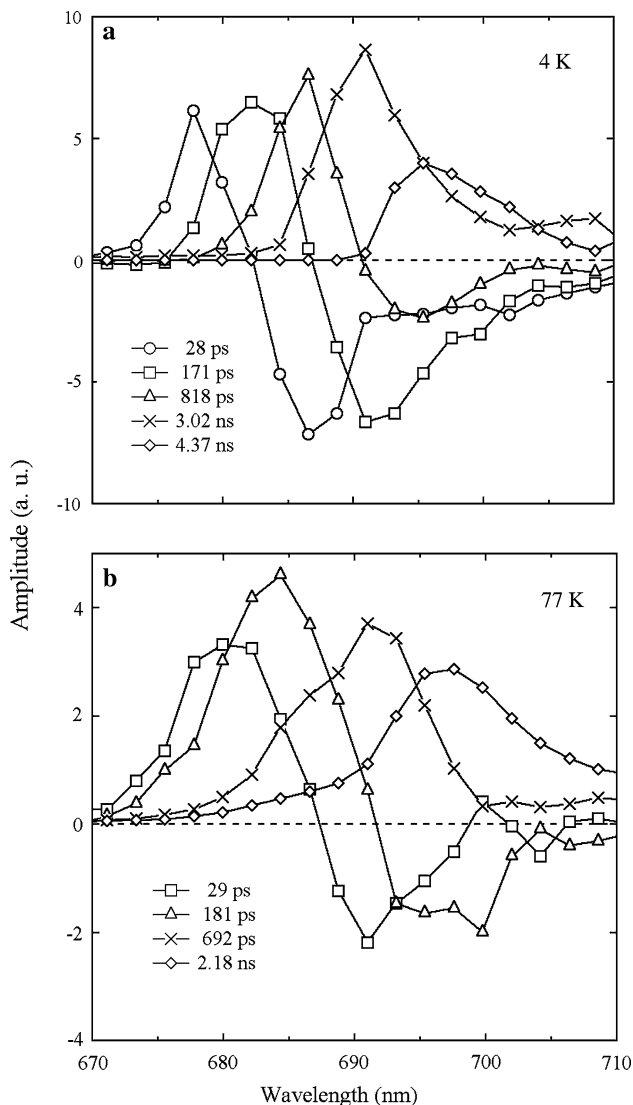 10
a
4 K
5
0
28 ps
171 ps
818 ps
3.02 ns
4.37 ns
-5
-10
Amplitude (a. u.)
b
77 K
4
2
0
29 ps
181 ps
692 ps
2.18 ns
-2
-4
670 680 690 700 710
Wavelength (nm)